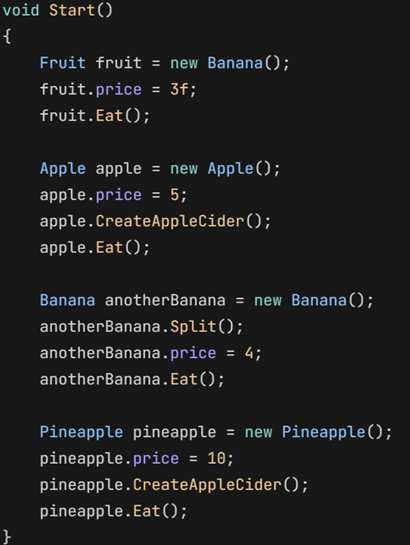 void Start()
{
    Fruit fruit = new Banana();
    fruit.price = 3f;
    fruit.Eat();

    Apple apple = new Apple();
    apple.price = 5;
    apple.CreateAppleCider();
    apple.Eat();

    Banana anotherBanana = new Banana();
    anotherBanana.Split();
    anotherBanana.price = 4;
    anotherBanana.Eat();

    Pineapple pineapple = new Pineapple();
    pineapple.price = 10;
    pineapple.CreateAppleCider();
    pineapple.Eat();
}